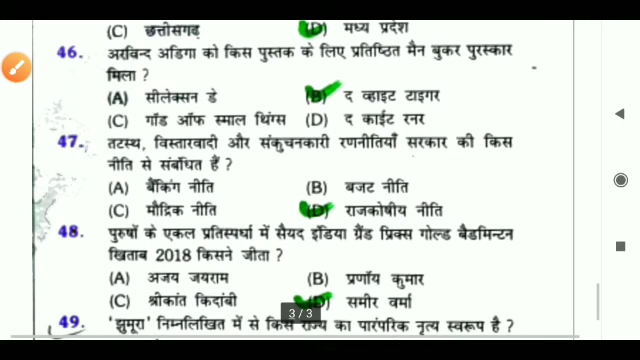 (C) छत्तीसगढ़ (D) मध्य प्रदेश
46. अरविन्द अडिगा को किस पुस्तक के लिए प्रतिष्ठित मैन बुकर पुरस्कार
मिला ?
(A) सीलेक्सन डे (B) द व्हाइट टाइगर
(C) गॉड ऑफ स्माल थिंग्स (D) द काईट रनर
47. तटस्थ, विस्तारवादी और संकुचनकारी रणनीतियाँ सरकार की किस
नीति से संबंधित हैं ?
(A) बैंकिंग नीति (B) बजट नीति
(C) मौद्रिक नीति (D) राजकोषीय नीति
48. पुरुषों के एकल प्रतिस्पर्धा में सैयद इंडिया ग्रैंड प्रिक्स गोल्ड बैडमिन्टन
खिताब 2018 किसने जीता ?
(A) अजय जयराम (B) प्रणॉय कुमार
(C) श्रीकांत किदांबी (D) समीर वर्मा
3/3
49. 'झुमूरा' निम्नलिखित में से किस राज्य का पारंपरिक नृत्य स्वरूप है ?